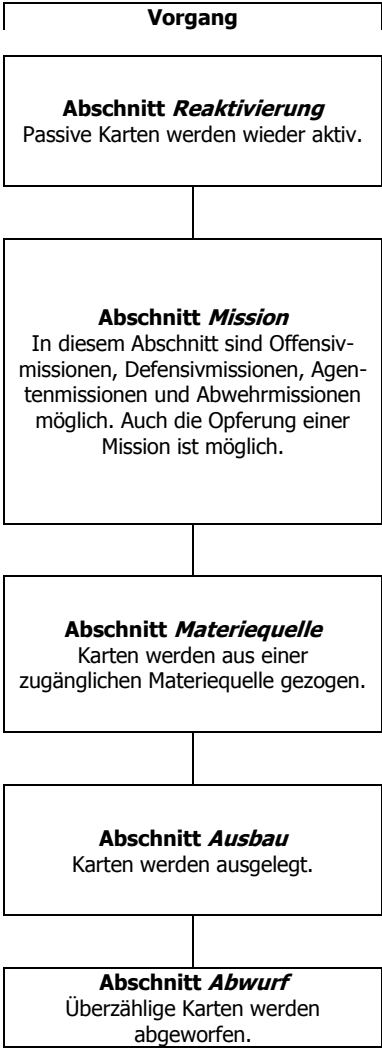 Vorgang
Abschnitt Reaktivierung
Passive Karten werden wieder aktiv.
Abschnitt Mission
In diesem Abschnitt sind Offensiv-
missionen, Defensivmissionen, Agen-
tenmissionen und Abwehrmissionen
möglich. Auch die Opferung einer
Mission ist möglich.
Abschnitt Materiequelle
Karten werden aus einer
zugänglichen Materiequelle gezogen.
Abschnitt Ausbau
Karten werden ausgelegt.
Abschnitt Abwurf
Überzählige Karten werden
abgeworfen.